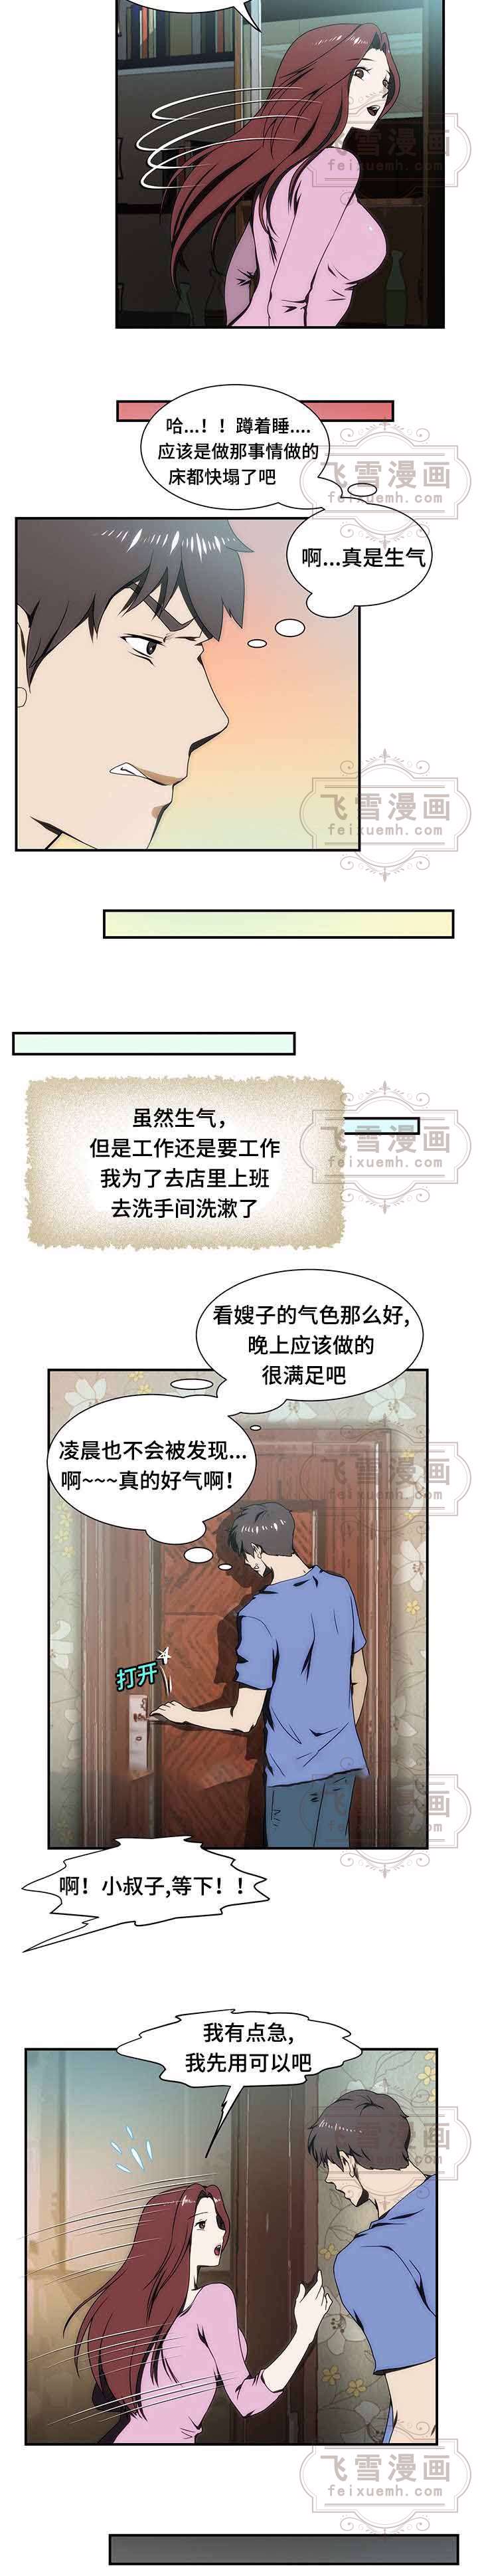 飞雪漫画
feixuemh.com
哈...！！蹲着睡....
应该是做那事情做的
床都快塌了吧
飞雪漫画
feixuemh.com
啊...真是生气
飞雪漫画
feixuemh.com
虽然生气，
但是工作还是要工作
我为了去店里上班
去洗手间洗漱了
飞雪漫画
feixuemh.com
看嫂子的气色那么好,
晚上应该做的
很满足吧
凌晨也不会被发现...
啊~~~真的好气啊！
飞雪漫画
feixuemh.com
打开
飞雪漫画
feixuemh.com
啊！小叔子,等下！！
我有点急,
我先用可以吧
飞雪漫画
feixuemh.com
飞雪漫画
feixuemh.com